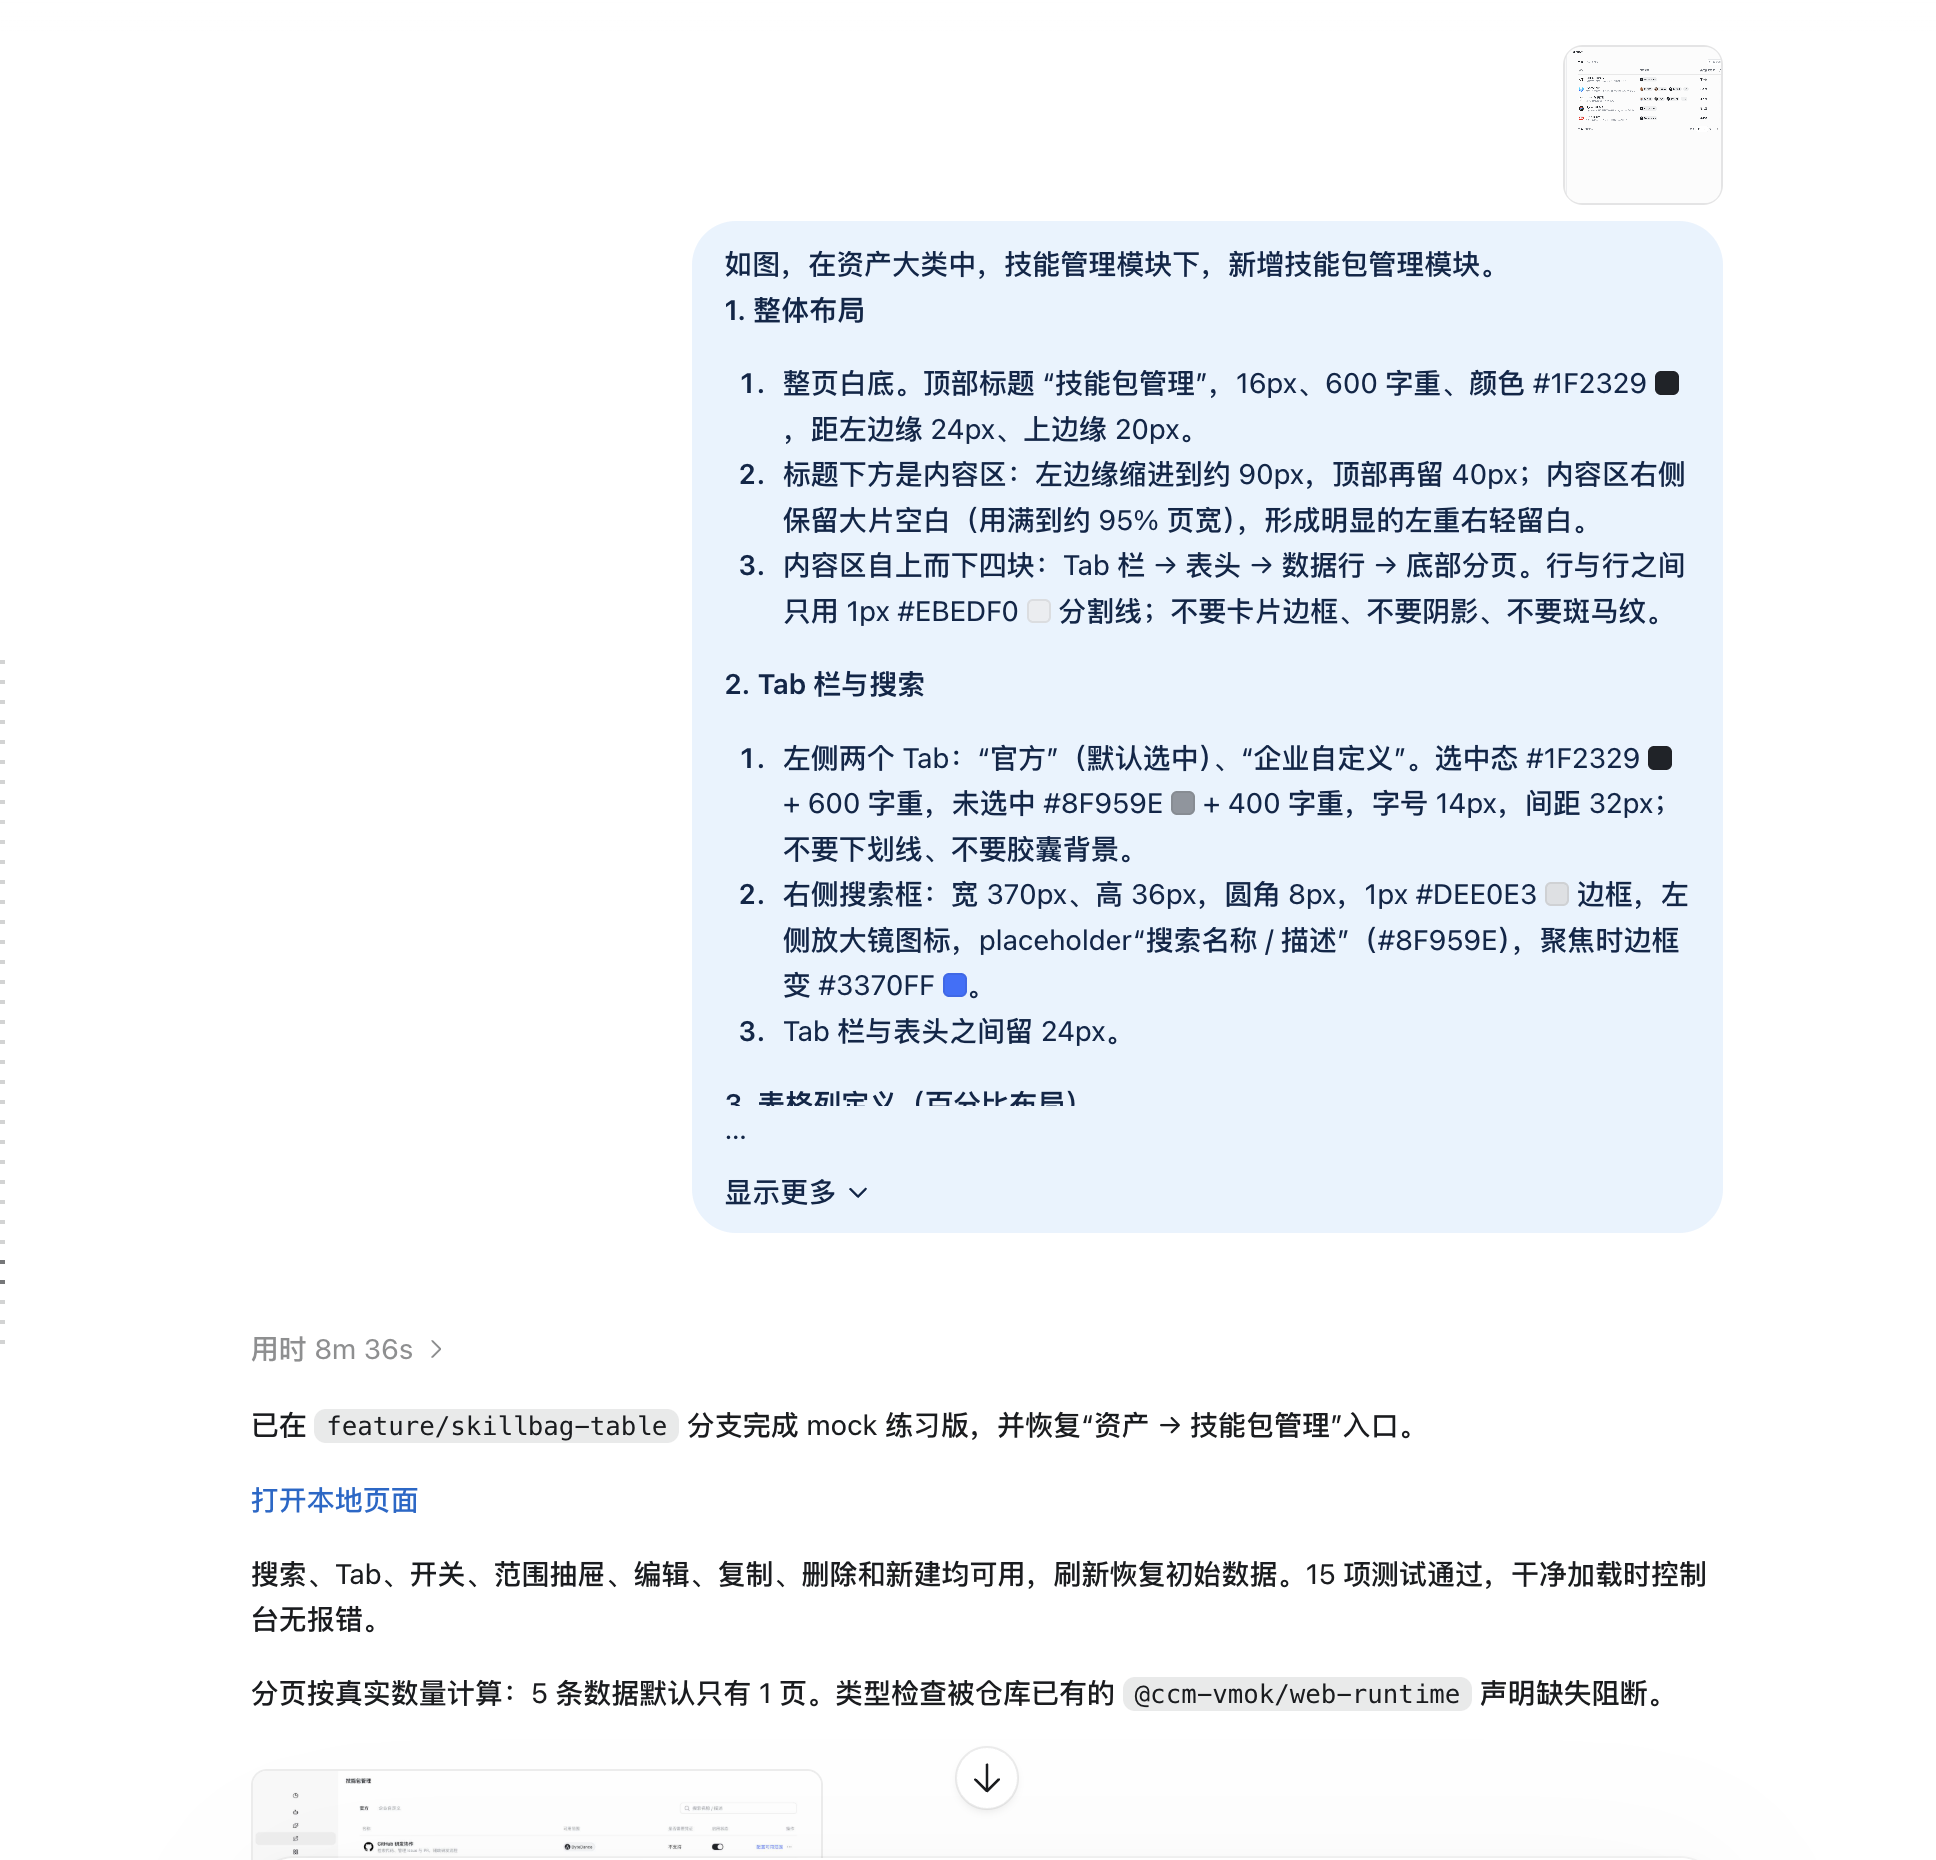 如图，在资产大类中，技能管理模块下，新增技能包管理模块。
1. 整体布局
1. 整页白底。顶部标题 “技能包管理”，16px、600 字重、颜色 #1F2329
，距左边缘 24px、上边缘 20px。
2. 标题下方是内容区：左边缘缩进到约 90px，顶部再留 40px；内容区右侧
保留大片空白（用满到约 95% 页宽），形成明显的左重右轻留白。
3. 内容区自上而下四块：Tab 栏 → 表头 → 数据行 → 底部分页。行与行之间
只用 1px #EBEDF0 分割线；不要卡片边框、不要阴影、不要斑马纹。
2. Tab 栏与搜索
1. 左侧两个 Tab：“官方”（默认选中）、“企业自定义”。选中态 #1F2329
+ 600 字重，未选中 #8F959E + 400 字重，字号 14px，间距 32px；
不要下划线、不要胶囊背景。
2. 右侧搜索框：宽 370px、高 36px，圆角 8px，1px #DEE0E3 边框，左
侧放大镜图标，placeholder“搜索名称 / 描述”（#8F959E），聚焦时边框
变 #3370FF 。
3. Tab 栏与表头之间留 24px。
3. 表格列定义（百分比布局）
...
显示更多
用时 8m 36s
已在 feature/skillbag-table 分支完成 mock 练习版，并恢复“资产 → 技能包管理”入口。
打开本地页面
搜索、Tab、开关、范围抽屉、编辑、复制、删除和新建均可用，刷新恢复初始数据。15 项测试通过，干净加载时控制
台无报错。
分页按真实数量计算：5 条数据默认只有 1 页。类型检查被仓库已有的 @ccm-vmok/web-runtime 声明缺失阻断。
技能包管理
官方